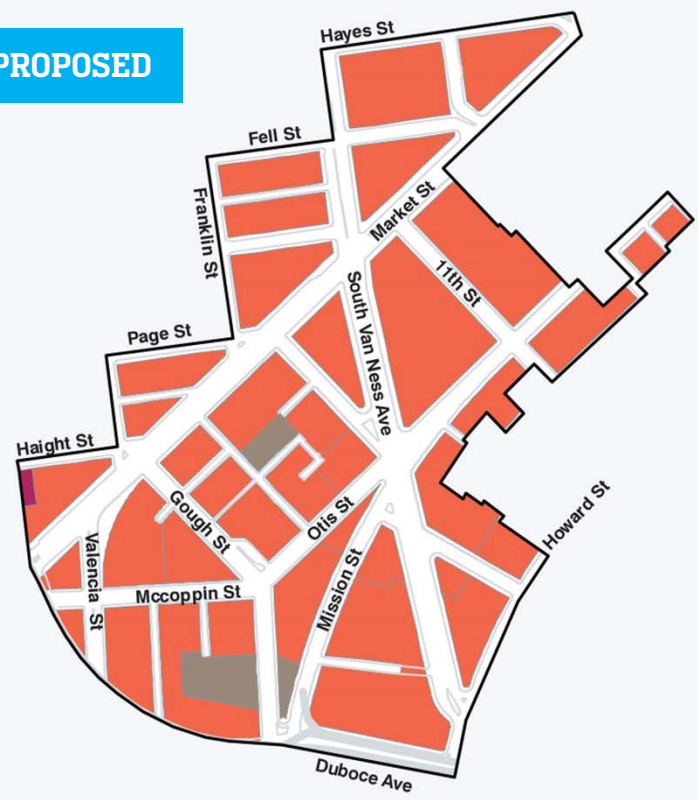 PROPOSED
Hayes St
Fell St
Franklin St
Market St
11th St
South Van Ness Ave
Page St
Haight St
Gough St
Otis St
Howard St
Valencia St
Mccoppin St
Mission St
Duboce Ave